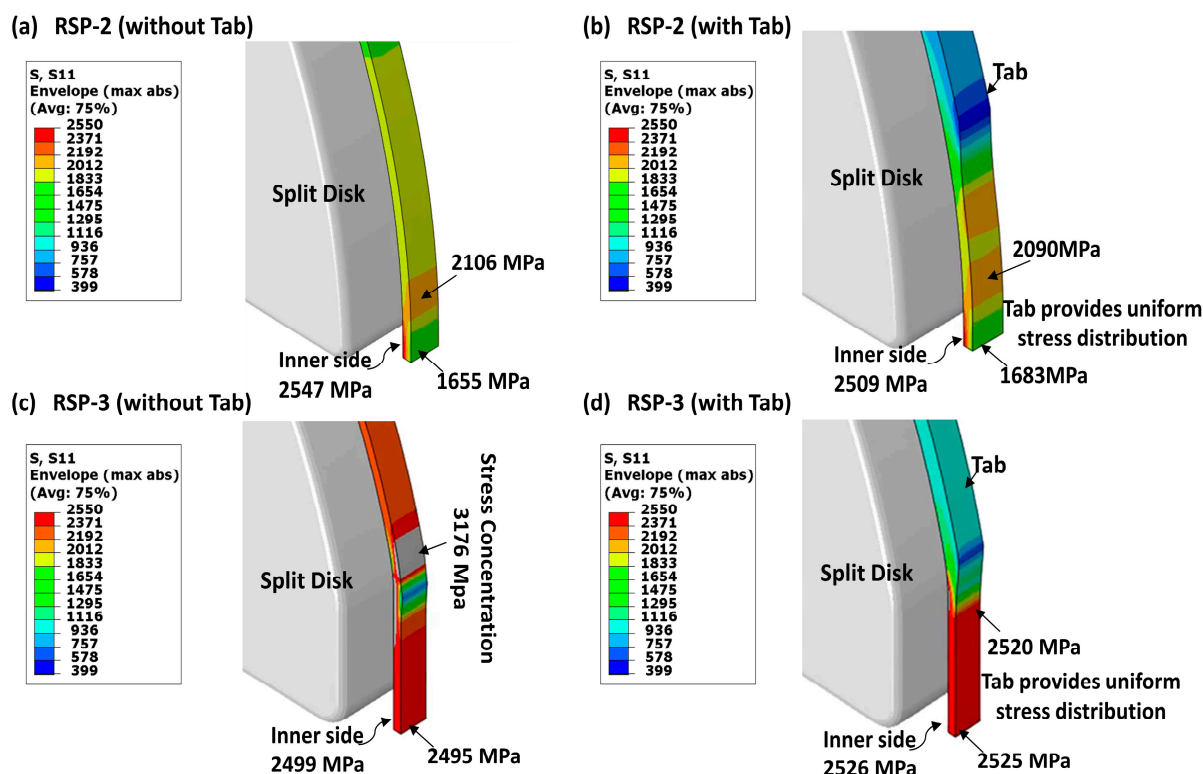 (a) RSP-2 (without Tab)
S, S11
Envelope (max abs)
(Avg: 75%)
2550
2371
2192
2012
1833
1654
1475
1295
1116
936
757
578
399
Split Disk
2106 MPa
Inner side
2547 MPa
1655 MPa
(b) RSP-2 (with Tab)
S, S11
Envelope (max abs)
(Avg: 75%)
2550
2371
2192
2012
1833
1654
1475
1295
1116
936
757
578
399
Tab
Split Disk
2090MPa
Tab provides uniform
stress distribution
Inner side
2509 MPa
1683MPa
(c) RSP-3 (without Tab)
S, S11
Envelope (max abs)
(Avg: 75%)
2550
2371
2192
2012
1833
1654
1475
1295
1116
936
757
578
399
Split Disk
Stress Concentration
3176 Mpa
Inner side
2499 MPa
2495 MPa
(d) RSP-3 (with Tab)
S, S11
Envelope (max abs)
(Avg: 75%)
2550
2371
2192
2012
1833
1654
1475
1295
1116
936
757
578
399
Tab
Split Disk
2520 MPa
Tab provides uniform
stress distribution
Inner side
2526 MPa
2525 MPa